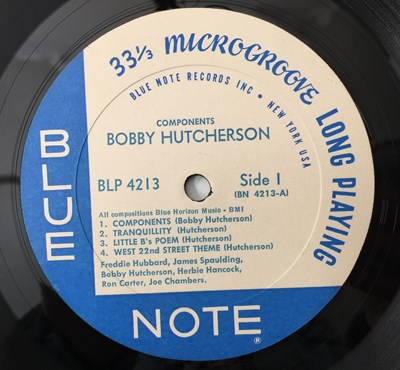 33⅓ MICROGROOVE LONG PLAYING
BLUE NOTE RECORDS INC • NEW YORK USA
COMPONENTS
BOBBY HUTCHERSON
BLP 4213
Side 1
(BN 4213-A)
All compositions Blue Horizon Music - BMI
1. COMPONENTS (Bobby Hutcherson)
2. TRANQUILLITY (Hutcherson)
3. LITTLE B's POEM (Hutcherson)
4. WEST 22nd STREET THEME (Hutcherson)
Freddie Hubbard, James Spaulding,
Bobby Hutcherson, Herbie Hancock,
Ron Carter, Joe Chambers.
BLUE
NOTE
®